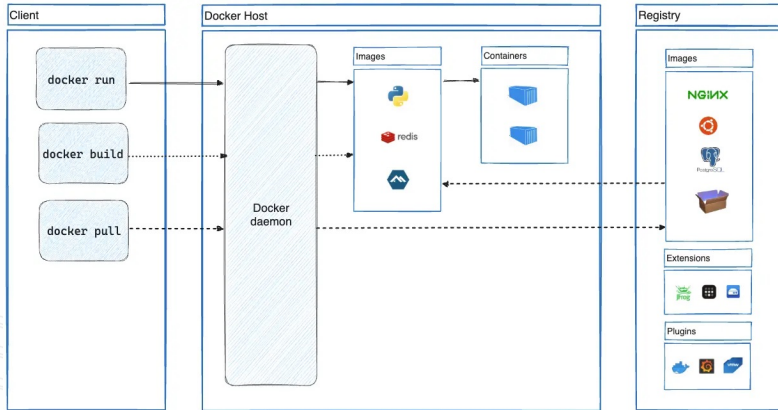 Client
docker run
docker build
docker pull
Docker Host
Docker
daemon
Images
redis
Containers
Registry
Images
NGINX
PostgreSQL
Extensions
JFrog
Plugins